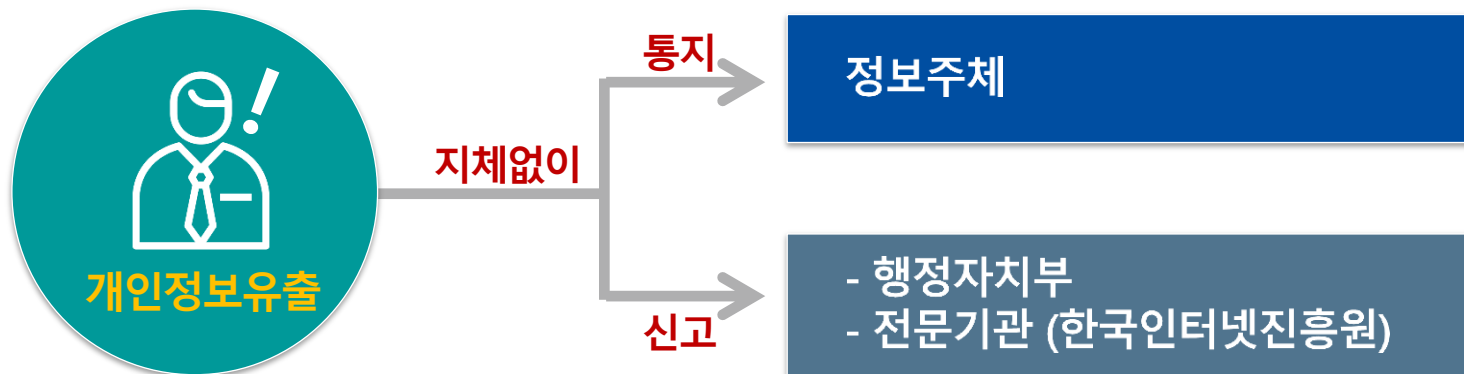 개인정보유출
지체없이
통지
정보주체
신고
- 행정자치부
- 전문기관 (한국인터넷진흥원)